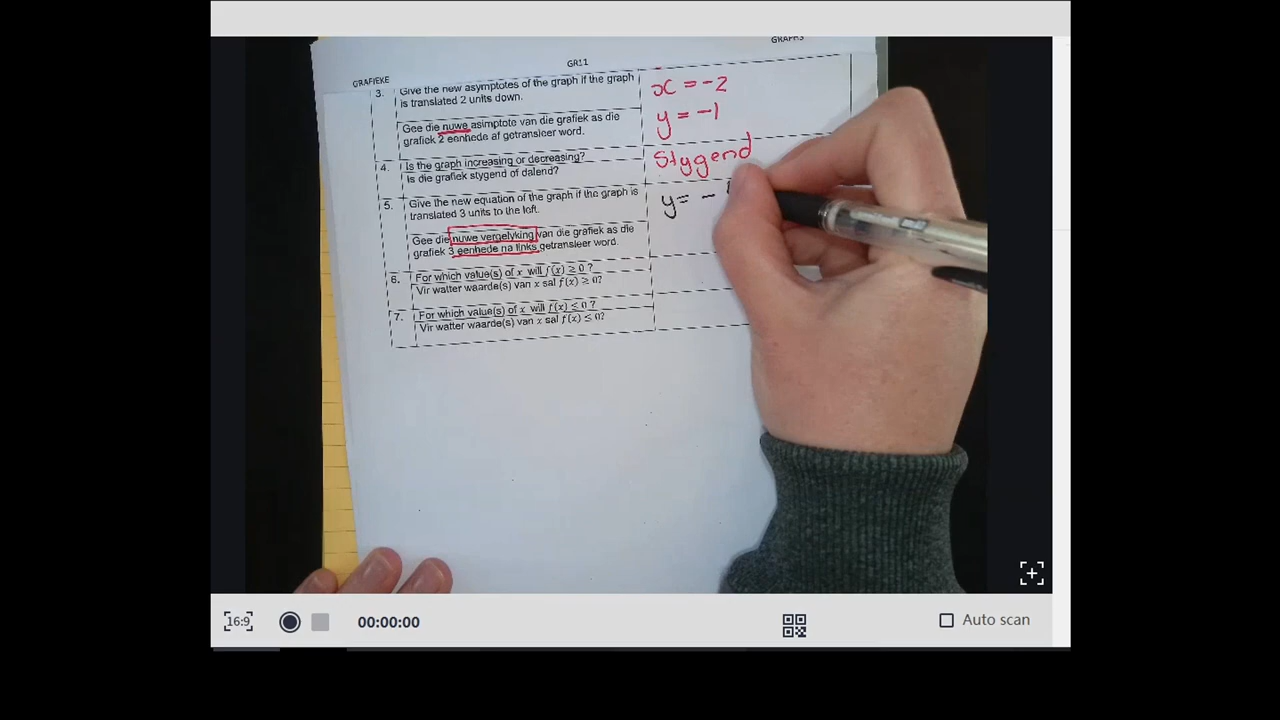 GRAPHS
GR11
GRAFIEKE
3. Give the new asymptotes of the graph if the graph
is translated 2 units down.
x = -2
y = -1
Gee die nuwe asimptote van die grafiek as die
grafiek 2 eenhede af getransleer word.
4. Is the graph increasing or decreasing?
Is die grafiek stygend of dalend?
Stygend
5. Give the new equation of the graph if the graph is
translated 3 units to the left.
y = -
Gee die nuwe vergelyking van die grafiek as die
grafiek 3 eenhede na links getransleer word.
6. For which value(s) of x will f(x) ≥ 0 ?
Vir watter waarde(s) van x sal f(x) ≥ 0?
7. For which value(s) of x will f(x) ≤ 0 ?
Vir watter waarde(s) van x sal f(x) ≤ 0?
16:9
00:00:00
Auto scan